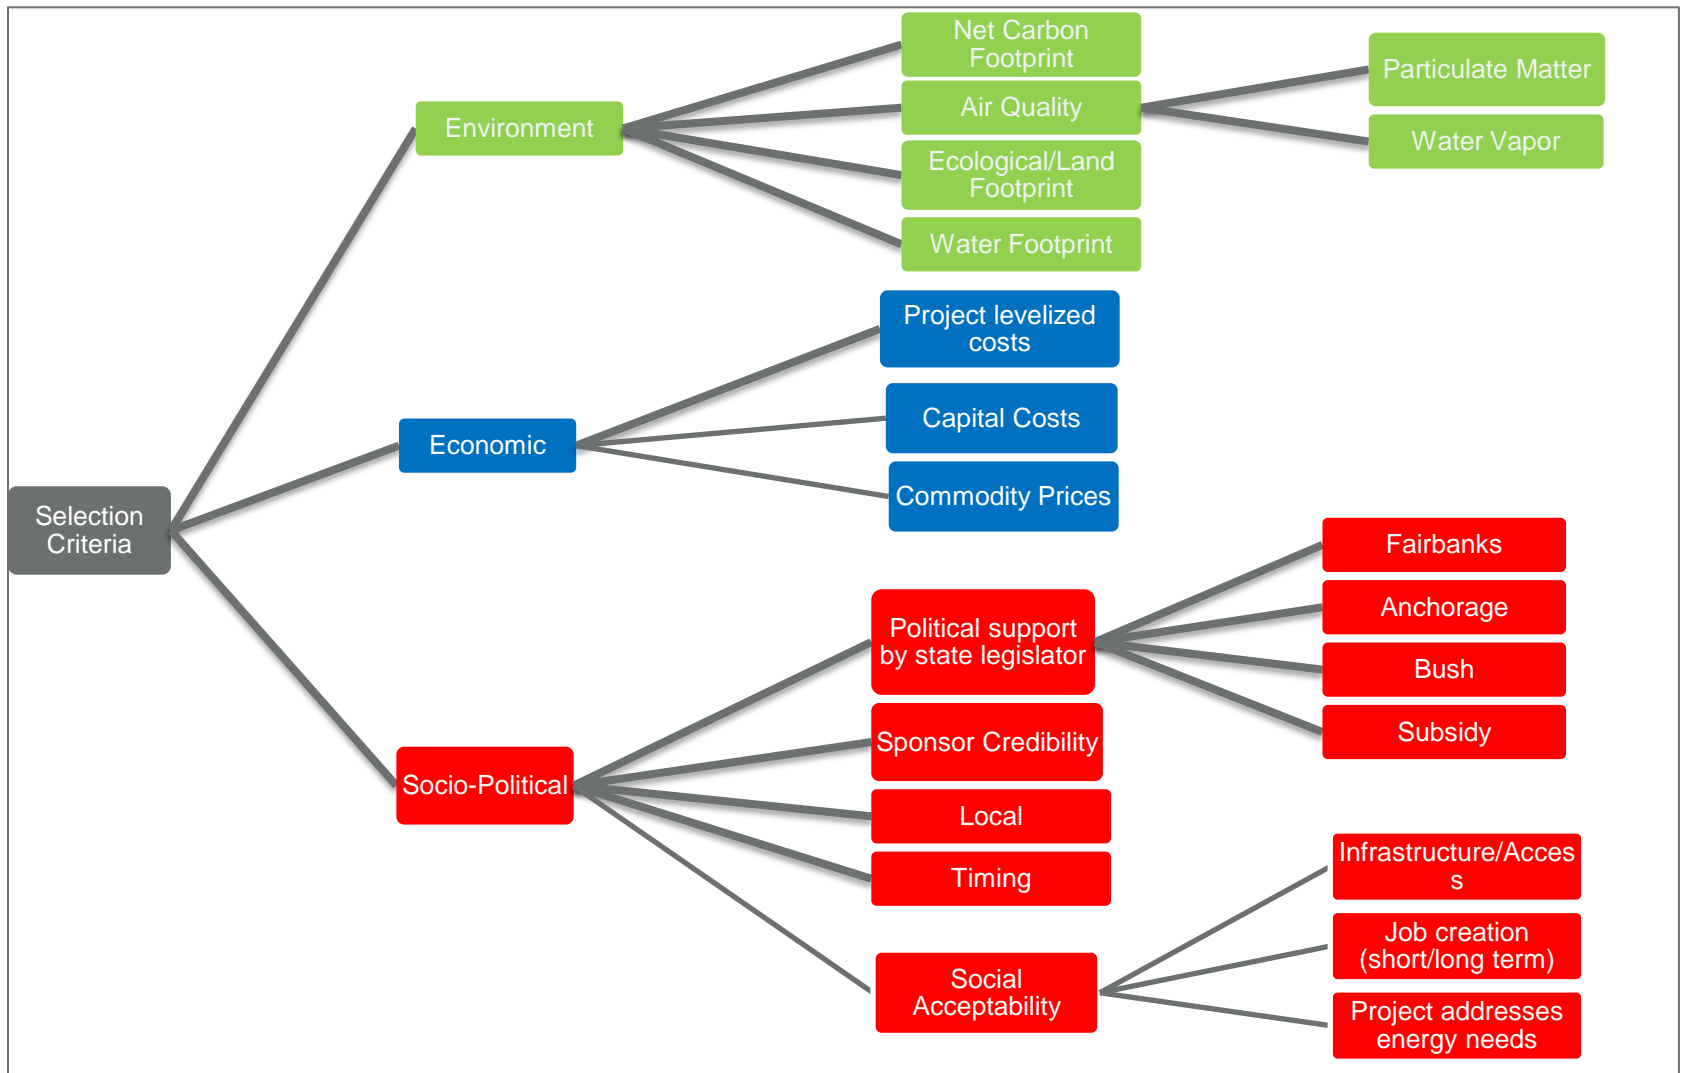 Net Carbon
Footprint
Particulate Matter
Air Quality
Environment
Water Vapor
Ecological/Land
Footprint
Water Footprint
Project levelized
costs
Capital Costs
Economic
Commodity Prices
Selection
Criteria
Fairbanks
Anchorage
Political support
by state legislator
Bush
Subsidy
Sponsor Credibility
Socio-Political
Local
Timing
Infrastructure/Acces
s
Job creation
(short/long term)
Social
Acceptability
Project addresses
energy needs